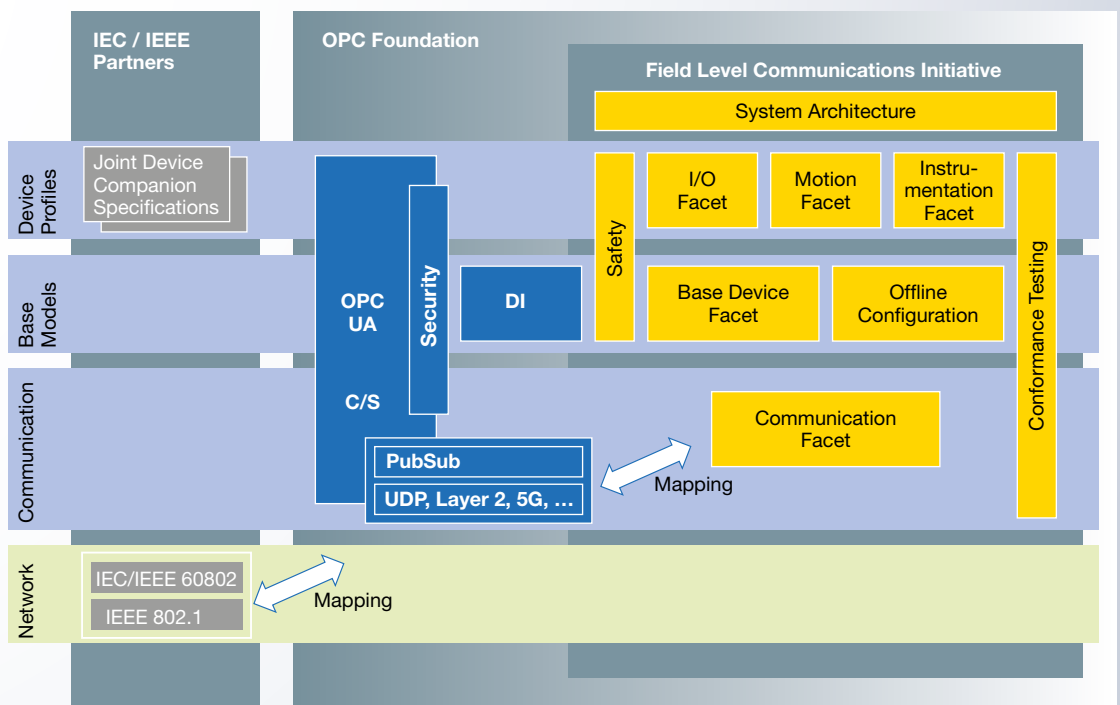 IEC / IEEE
Partners
OPC Foundation
Field Level Communications Initiative
System Architecture
Device
Profiles
Joint Device
Companion
Specifications
I/O
Facet
Motion
Facet
Instru-
mentation
Facet
Safety
Conformance Testing
Base
Models
OPC
UA
Security
DI
Base Device
Facet
Offline
Configuration
Communication
C/S
PubSub
UDP, Layer 2, 5G, …
Mapping
Communication
Facet
Network
IEC/IEEE 60802
IEEE 802.1
Mapping